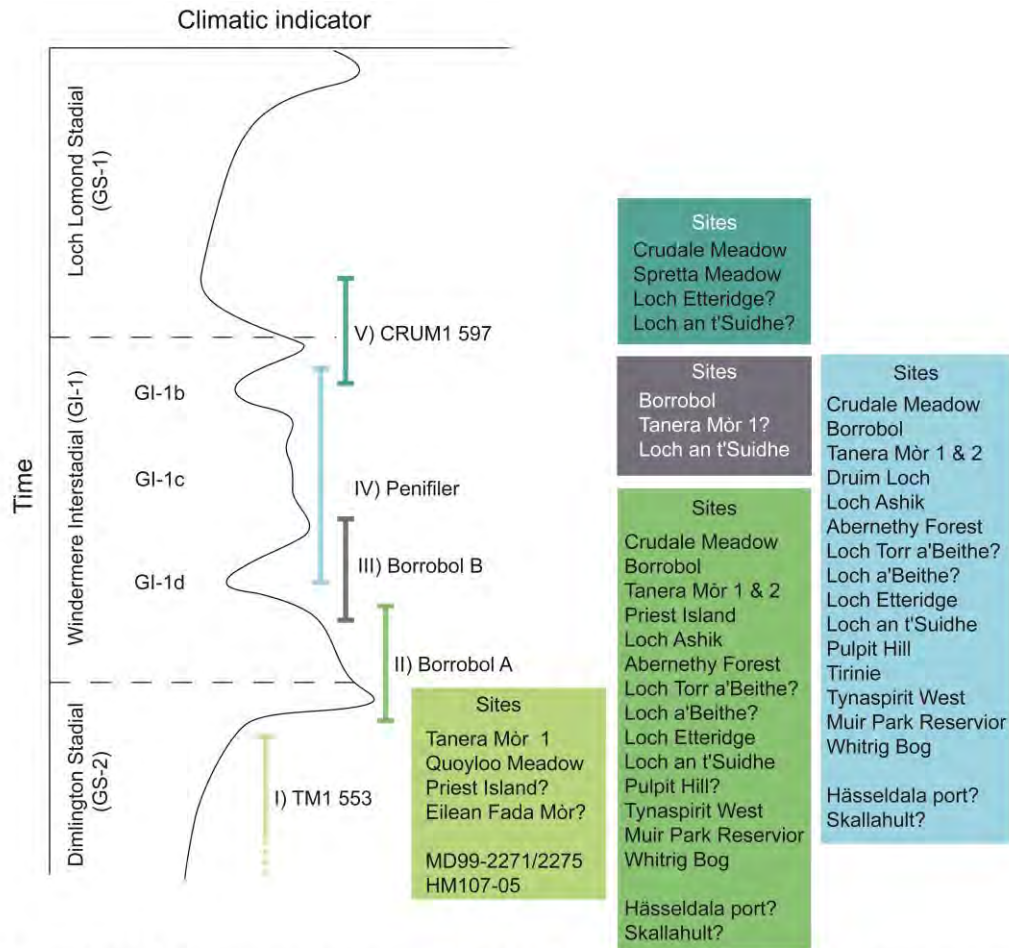 Climatic indicator
Time
Loch Lomond Stadial
(GS-1)
Windermere Interstadial (GI-1)
Dimlington Stadial
(GS-2)
GI-1b
GI-1c
GI-1d
V) CRUM1 597
IV) Penifiler
III) Borrobol B
II) Borrobol A
I) TM1 553
Sites
Crudale Meadow
Spretta Meadow
Loch Etteridge?
Loch an t'Suidhe?
Sites
Borrobol
Tanera Mòr 1?
Loch an t'Suidhe
Sites
Crudale Meadow
Borrobol
Tanera Mòr 1 & 2
Druim Loch
Loch Ashik
Abernethy Forest
Loch Torr a'Beithe?
Loch a'Beithe?
Loch Etteridge
Loch an t'Suidhe
Pulpit Hill
Tirinie
Tynaspirit West
Muir Park Reservior
Whitrig Bog
Hässeldala port?
Skallahult?
Sites
Crudale Meadow
Borrobol
Tanera Mòr 1 & 2
Priest Island
Loch Ashik
Abernethy Forest
Loch Torr a'Beithe?
Loch a'Beithe?
Loch Etteridge
Loch an t'Suidhe
Pulpit Hill?
Tynaspirit West
Muir Park Reservior
Whitrig Bog
Hässeldala port?
Skallahult?
Sites
Tanera Mòr 1
Quoyloo Meadow
Priest Island?
Eilean Fada Mòr?
MD99-2271/2275
HM107-05